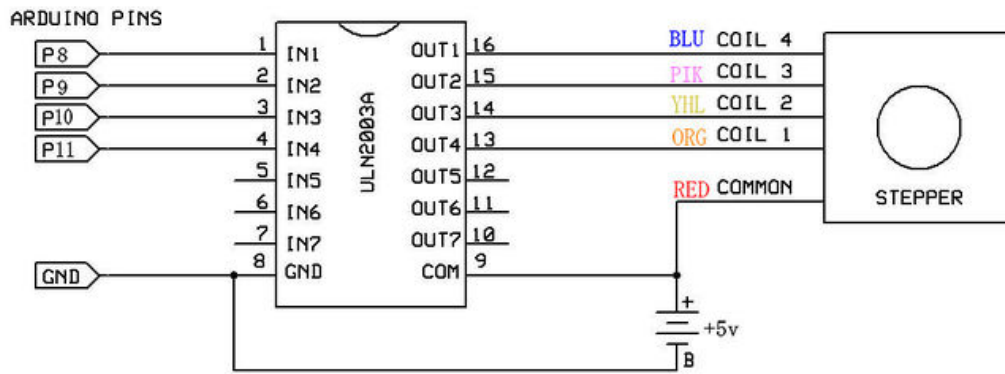 ARDUINO PINS
P8 1 IN1 OUT1 16 BLU COIL 4
P9 2 IN2 OUT2 15 PIK COIL 3
P10 3 IN3 OUT3 14 YHL COIL 2
P11 4 IN4 OUT4 13 ORG COIL 1
5 IN5 OUT5 12
6 IN6 OUT6 11
7 IN7 OUT7 10
GND 8 GND COM 9
ULN2003A
RED COMMON
STEPPER
+
+5v
B